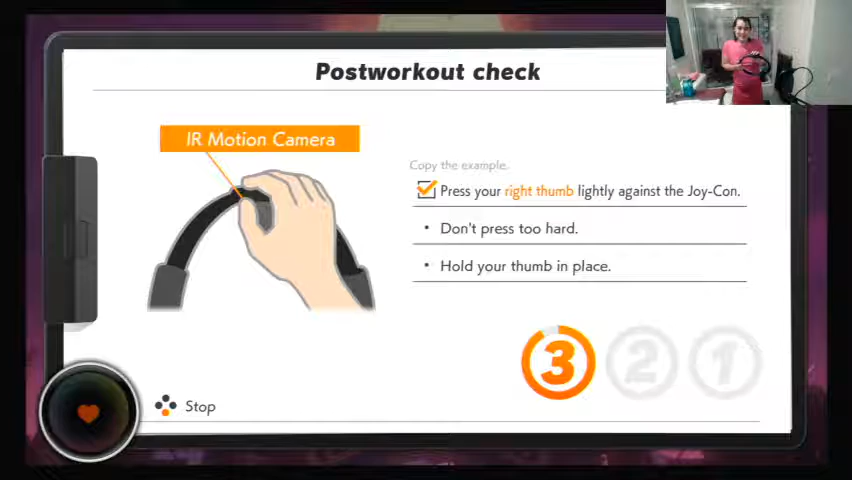 Postworkout check
IR Motion Camera
Copy the example.
Press your right thumb lightly against the Joy-Con.
• Don't press too hard.
• Hold your thumb in place.
3 2 1
Stop